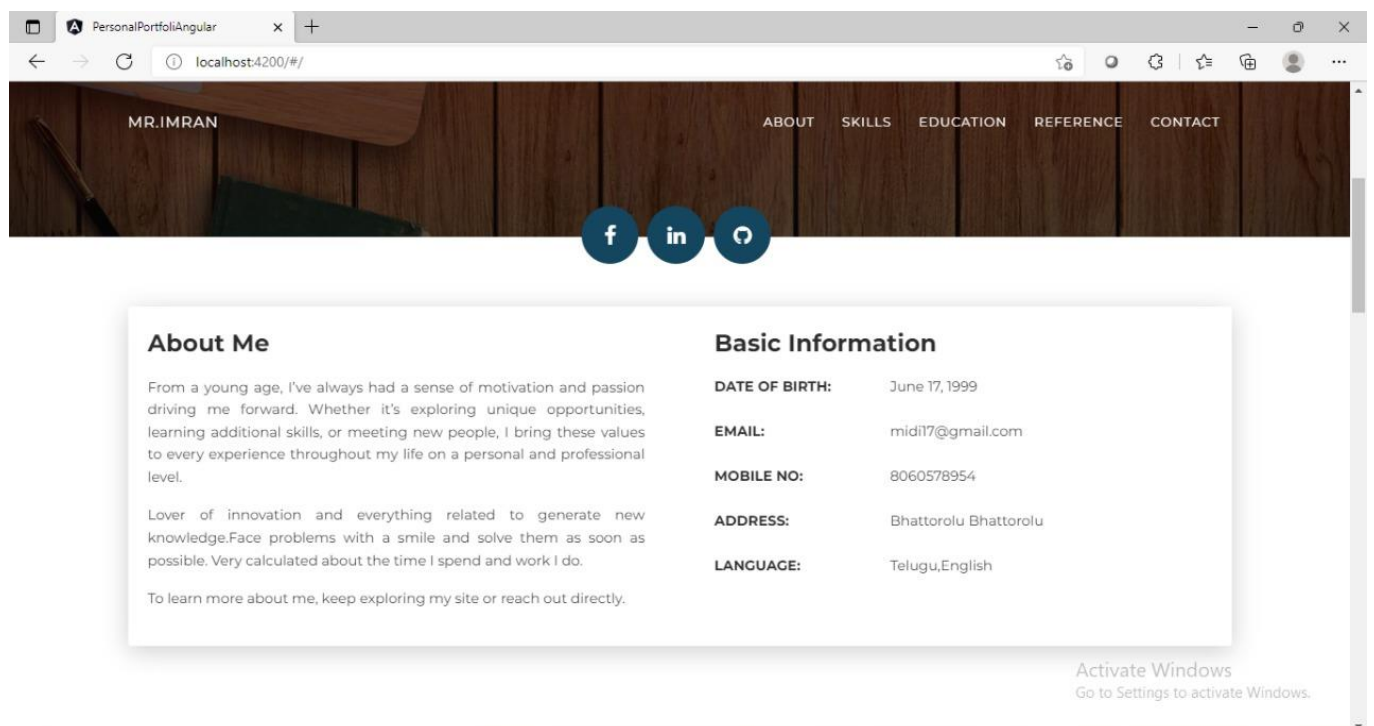 PersonalPortfoliAngular
localhost:4200/#/
MR.IMRAN
ABOUT SKILLS EDUCATION REFERENCE CONTACT
f in
About Me
From a young age, I've always had a sense of motivation and passion
driving me forward. Whether it's exploring unique opportunities,
learning additional skills, or meeting new people, I bring these values
to every experience throughout my life on a personal and professional
level.
Lover of innovation and everything related to generate new
knowledge.Face problems with a smile and solve them as soon as
possible. Very calculated about the time I spend and work I do.
To learn more about me, keep exploring my site or reach out directly.
Basic Information
DATE OF BIRTH: June 17, 1999
EMAIL: midi17@gmail.com
MOBILE NO: 8060578954
ADDRESS: Bhattorolu Bhattorolu
LANGUAGE: Telugu,English
Activate Windows
Go to Settings to activate Windows.